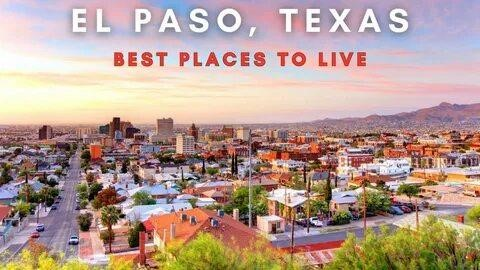 EL PASO, TEXAS
BEST PLACES TO LIVE